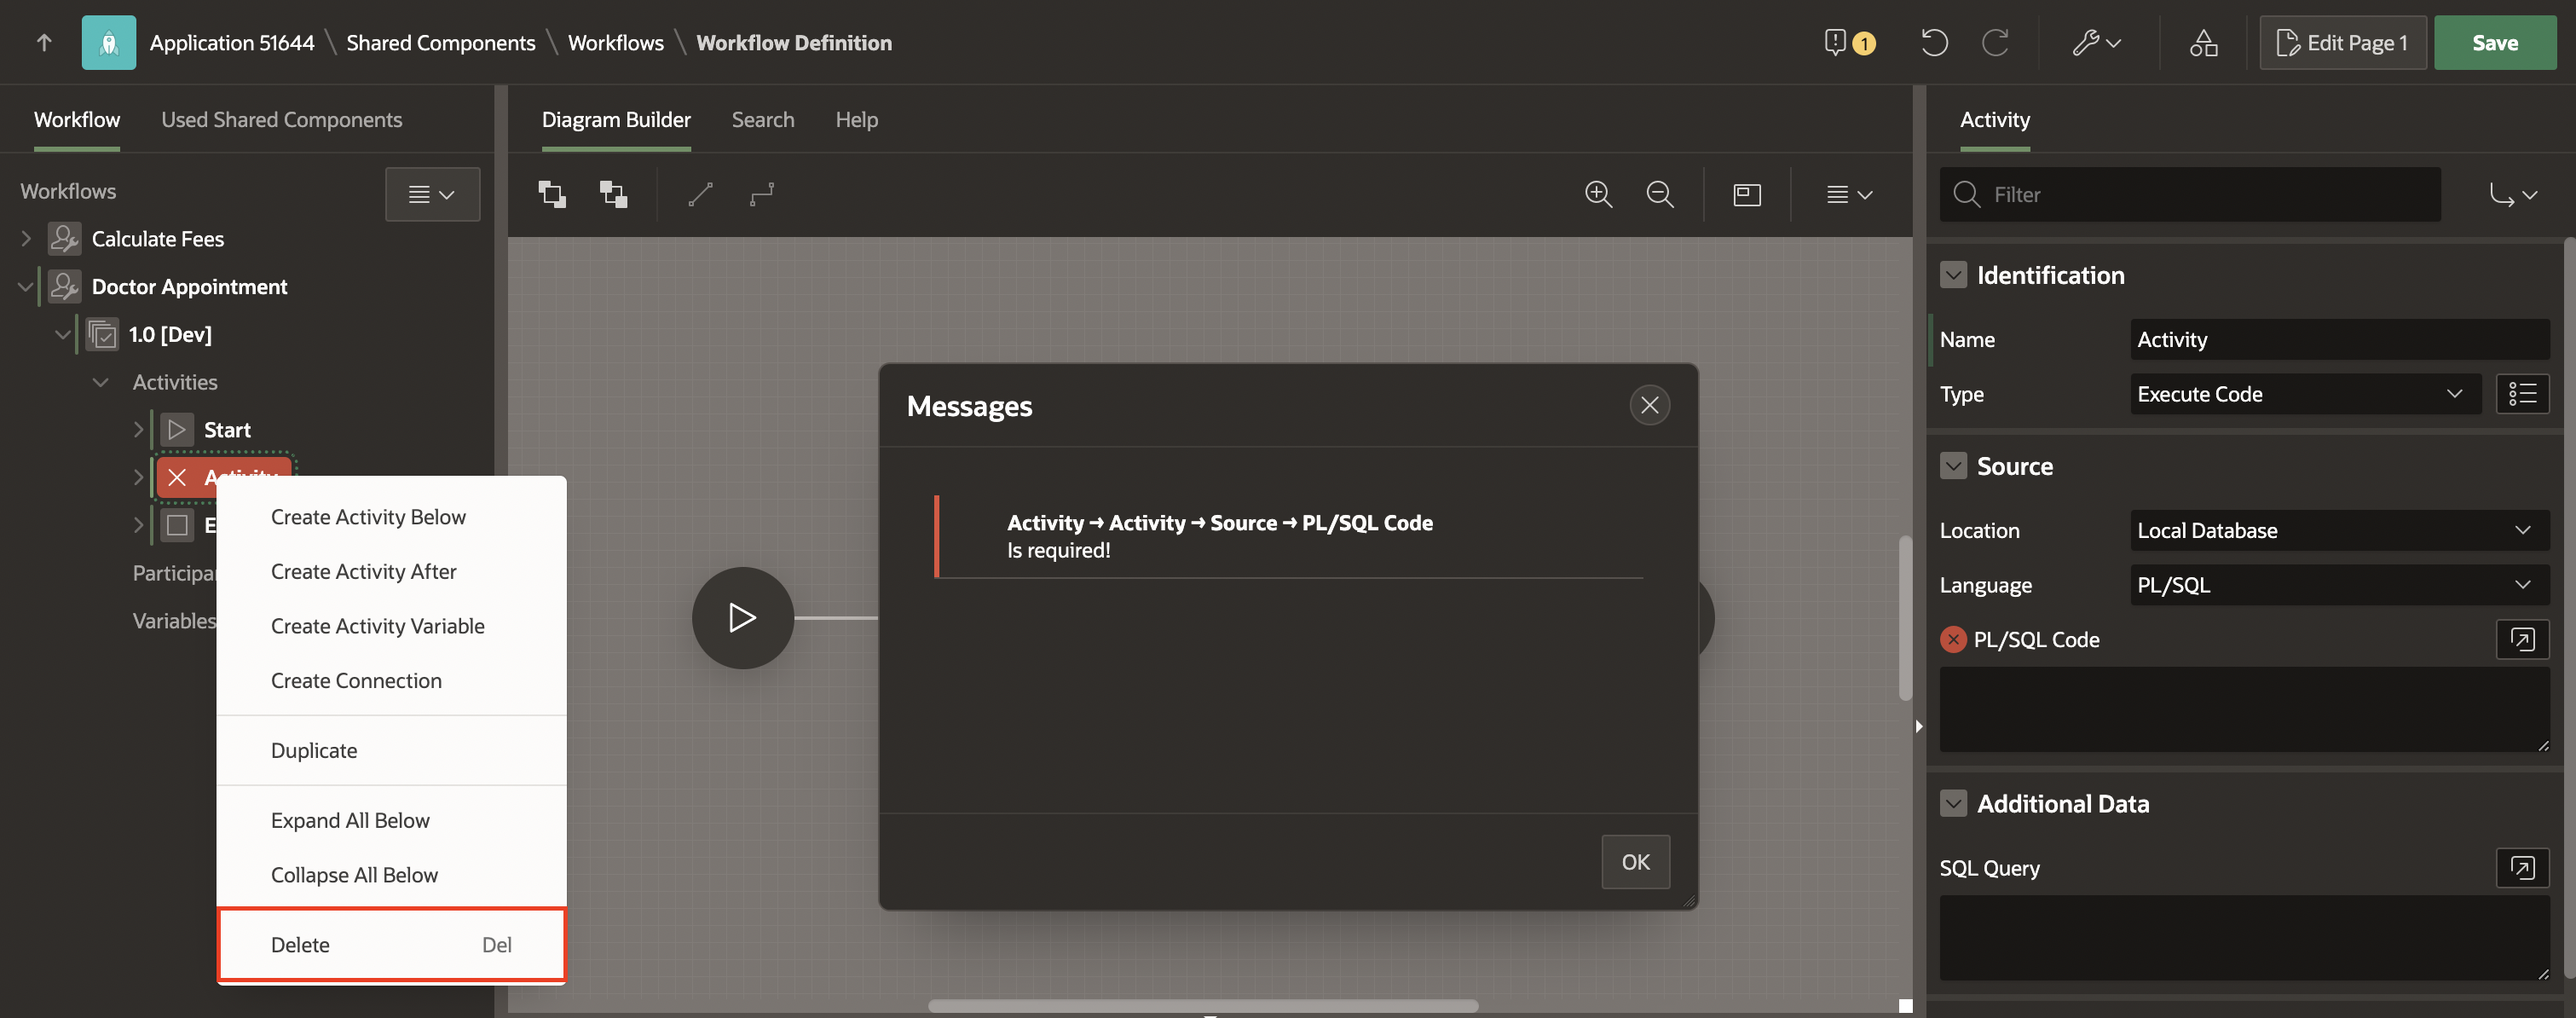 Application 51644 \ Shared Components \ Workflows \ Workflow Definition
1
Edit Page 1
Save
Workflow
Used Shared Components
Workflows
Calculate Fees
Doctor Appointment
1.0 [Dev]
Activities
Start
Activity
E
Participa
Variables
Create Activity Below
Create Activity After
Create Activity Variable
Create Connection
Duplicate
Expand All Below
Collapse All Below
Delete Del
Diagram Builder
Search
Help
Messages
Activity → Activity → Source → PL/SQL Code
Is required!
OK
Activity
Filter
Identification
Name Activity
Type Execute Code
Source
Location Local Database
Language PL/SQL
PL/SQL Code
Additional Data
SQL Query